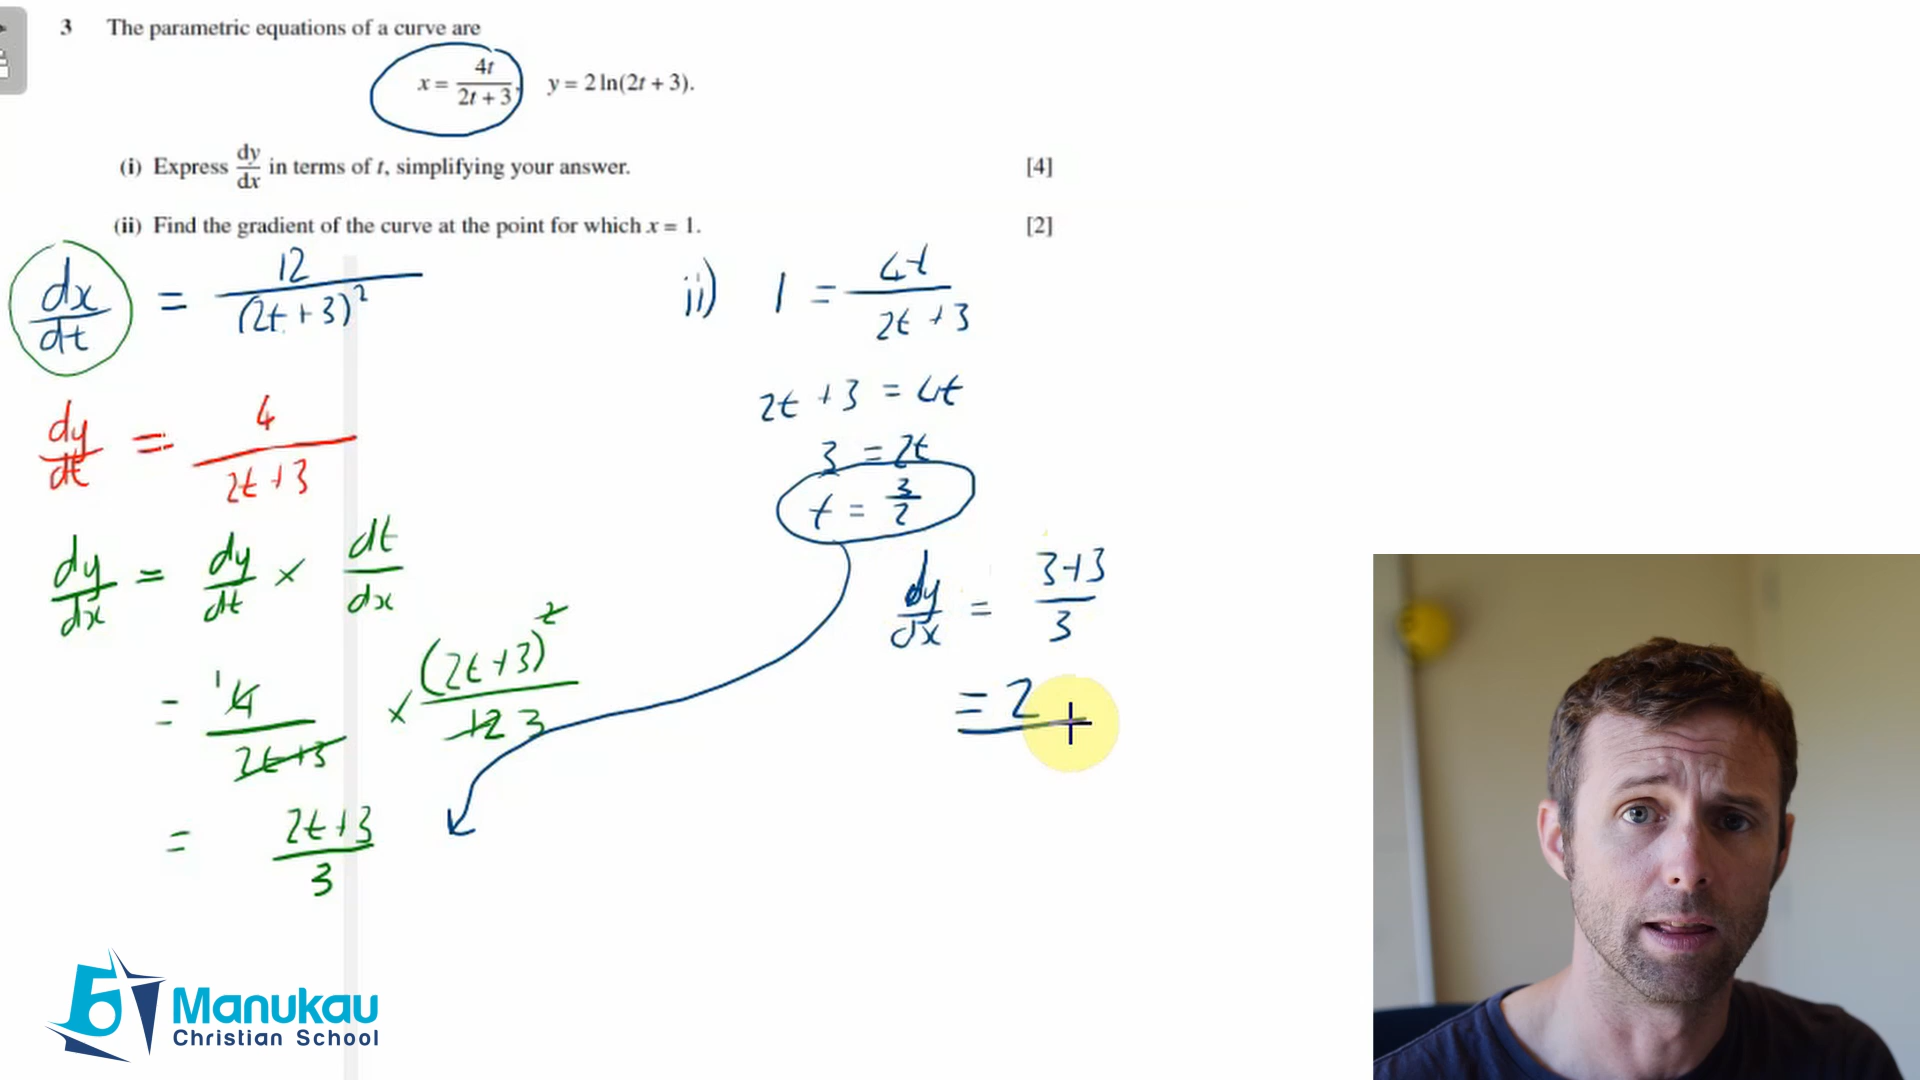 3 The parametric equations of a curve are
x = 4t / 2t + 3, y = 2 ln(2t + 3).
(i) Express dy/dx in terms of t, simplifying your answer. [4]
(ii) Find the gradient of the curve at the point for which x = 1. [2]
dx/dt = 12 / (2t + 3)²
dy/dt = 4 / 2t + 3
dy/dx = dy/dt × dt/dx
= 1 4 / 2t+3 × (2t+3)² / 12 3
= 2t+3 / 3
ii) 1 = 4t / 2t + 3
2t + 3 = 4t
3 = 2t
t = 3/2
dy/dx = 3+3 / 3
= 2
Manukau
Christian School